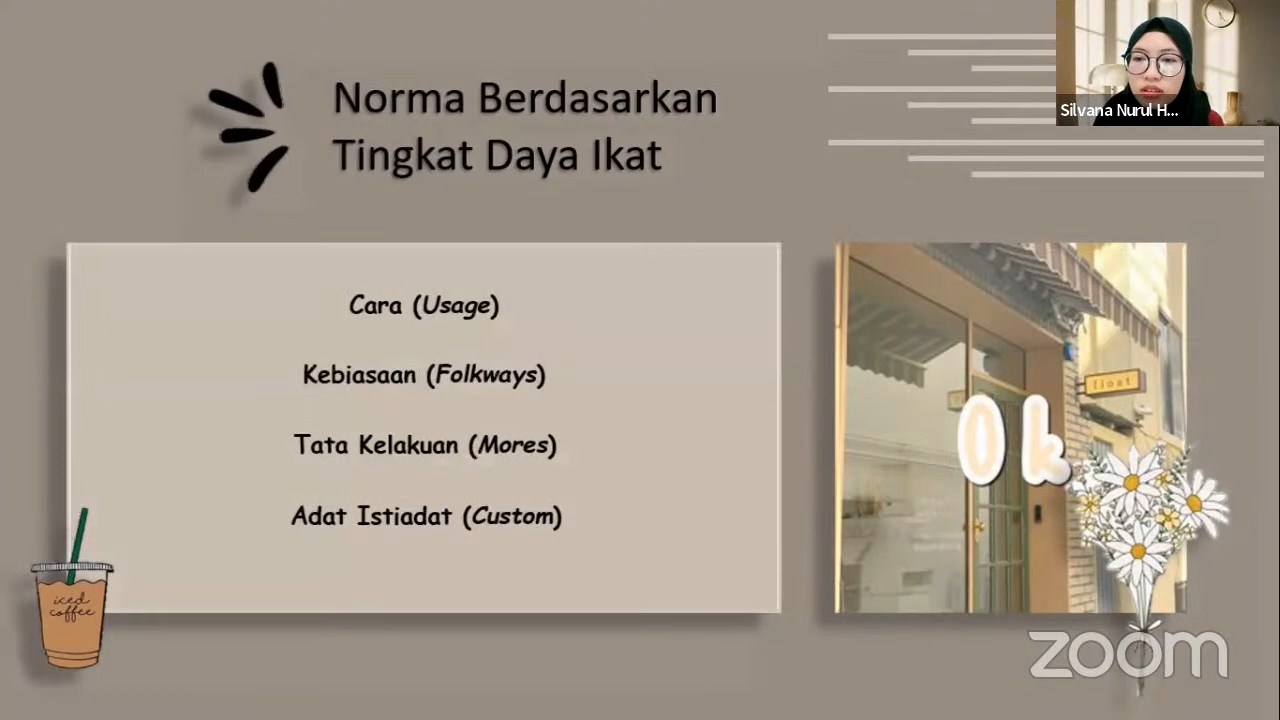 Norma Berdasarkan
Tingkat Daya Ikat
Silvana Nurul H...
Cara (Usage)
Kebiasaan (Folkways)
Tata Kelakuan (Mores)
Adat Istiadat (Custom)
float
Ok
iced
coffee
zoom